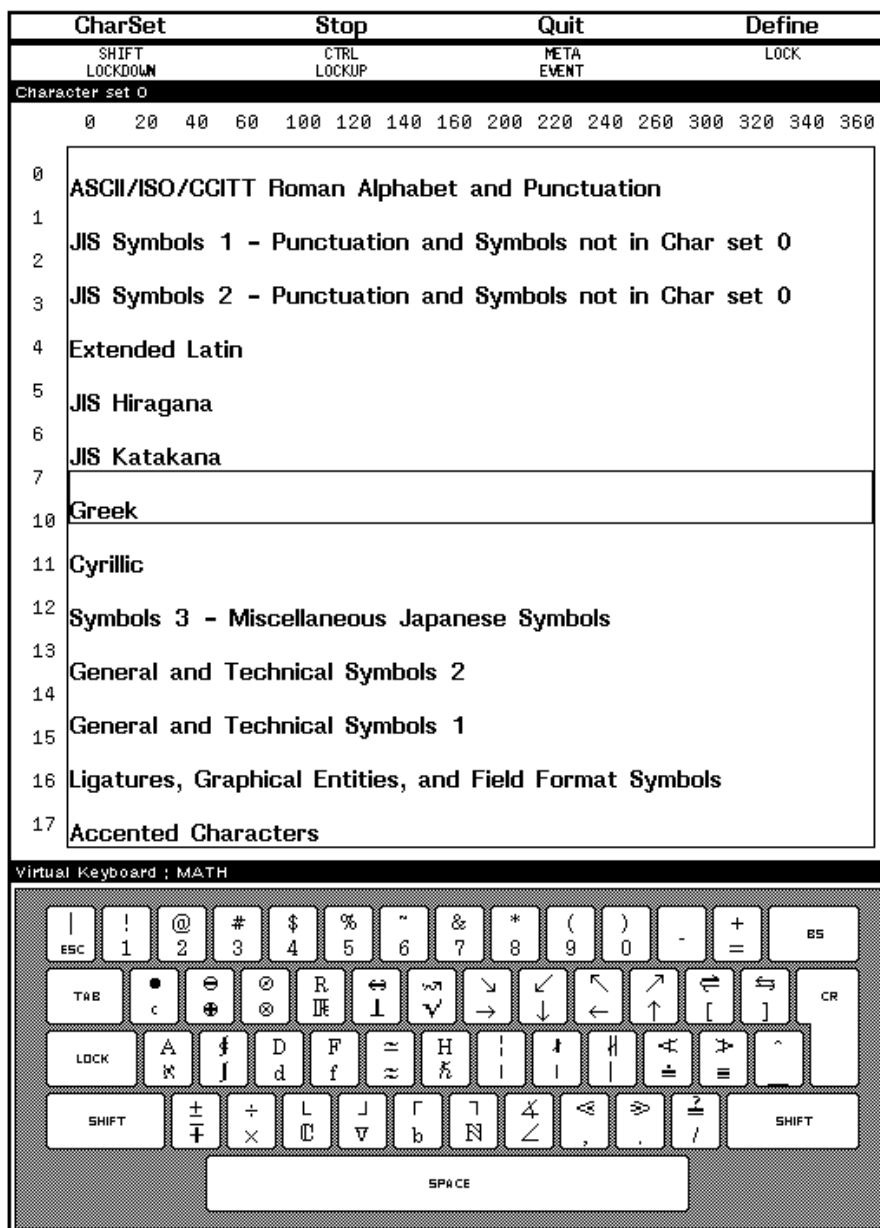 CharSet Stop Quit Define
SHIFT CTRL META LOCK
LOCKDOWN LOCKUP EVENT
Character set 0
0 20 40 60 100 120 140 160 200 220 240 260 300 320 340 360
0
ASCII/ISO/CCITT Roman Alphabet and Punctuation
1
JIS Symbols 1 - Punctuation and Symbols not in Char set 0
2
JIS Symbols 2 - Punctuation and Symbols not in Char set 0
3
4 Extended Latin
5
JIS Hiragana
6
JIS Katakana
7
Greek
10
11 Cyrillic
12
Symbols 3 - Miscellaneous Japanese Symbols
13
General and Technical Symbols 2
14
General and Technical Symbols 1
15
16 Ligatures, Graphical Entities, and Field Format Symbols
17 Accented Characters
Virtual Keyboard : MATH
| ! @ # $ % ~ & * ( ) +
ESC 1 2 3 4 5 6 7 8 9 0 - = BS
TAB ● ⊖ ⊘ R ⇔ ↘ ↙ ↖ ↗ ⇌ ⇆ CR
c ⊕ ⊗ ⊥ √ → ↓ ← ↑ [ ]
LOCK A ∮ D F ≃ H ¦ ∦ ^
ℵ ∫ d f ≈ ℏ | | | ≐ ≡ _
SHIFT ± ÷ L ⅃ Γ ⅂ ∡ ⋖ ⋗ ≟ SHIFT
∓ × ℂ ∀ b ℕ ∠ , . /
SPACE